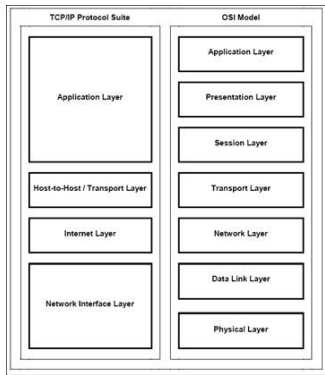 TCP/IP Protocol Suite
Application Layer
Host-to-Host / Transport Layer
Internet Layer
Network Interface Layer
OSI Model
Application Layer
Presentation Layer
Session Layer
Transport Layer
Network Layer
Data Link Layer
Physical Layer